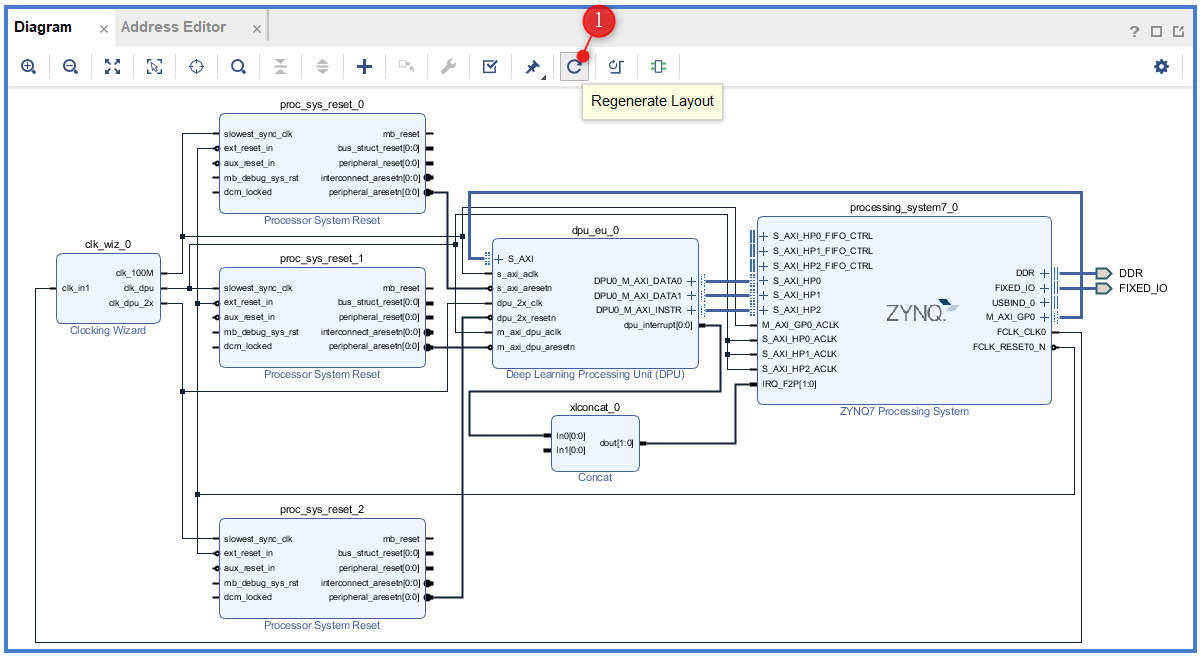 Diagram × Address Editor × ?
1
Regenerate Layout
proc_sys_reset_0
slowest_sync_clk mb_reset
ext_reset_in bus_struct_reset[0:0]
aux_reset_in peripheral_reset[0:0]
mb_debug_sys_rst interconnect_aresetn[0:0]
dcm_locked peripheral_aresetn[0:0]
Processor System Reset
clk_wiz_0
clk_in1
clk_100M
clk_dpu
clk_dpu_2x
Clocking Wizard
proc_sys_reset_1
slowest_sync_clk mb_reset
ext_reset_in bus_struct_reset[0:0]
aux_reset_in peripheral_reset[0:0]
mb_debug_sys_rst interconnect_aresetn[0:0]
dcm_locked peripheral_aresetn[0:0]
Processor System Reset
dpu_eu_0
S_AXI
s_axi_aclk
s_axi_aresetn
dpu_2x_clk
dpu_2x_resetn
m_axi_dpu_aclk
m_axi_dpu_aresetn
DPU0_M_AXI_DATA0
DPU0_M_AXI_DATA1
DPU0_M_AXI_INSTR
dpu_interrupt[0:0]
Deep Learning Processing Unit (DPU)
processing_system7_0
S_AXI_HP0_FIFO_CTRL
S_AXI_HP1_FIFO_CTRL
S_AXI_HP2_FIFO_CTRL
S_AXI_HP0
S_AXI_HP1
S_AXI_HP2
M_AXI_GP0_ACLK
S_AXI_HP0_ACLK
S_AXI_HP1_ACLK
S_AXI_HP2_ACLK
IRQ_F2P[1:0]
ZYNQ.
DDR
FIXED_IO
USBIND_0
M_AXI_GP0
FCLK_CLK0
FCLK_RESET0_N
ZYNQ7 Processing System
DDR
FIXED_IO
xlconcat_0
In0[0:0]
In1[0:0]
dout[1:0]
Concat
proc_sys_reset_2
slowest_sync_clk mb_reset
ext_reset_in bus_struct_reset[0:0]
aux_reset_in peripheral_reset[0:0]
mb_debug_sys_rst interconnect_aresetn[0:0]
dcm_locked peripheral_aresetn[0:0]
Processor System Reset